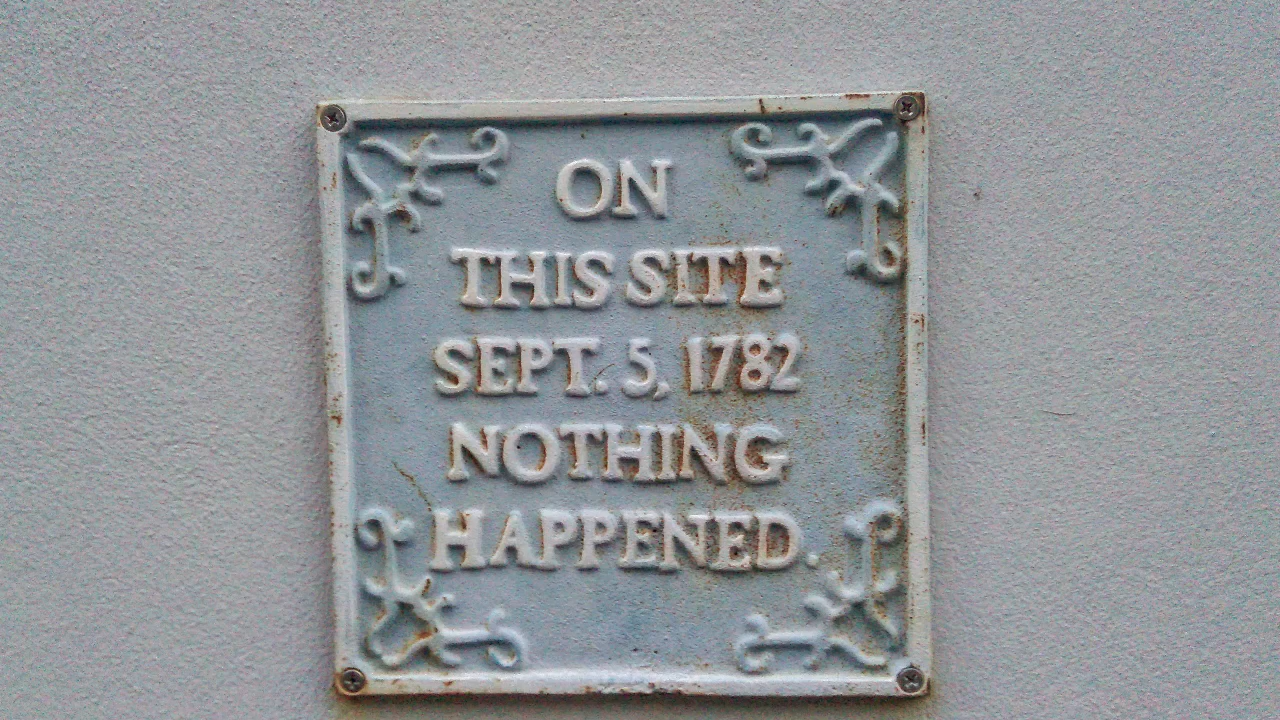 ON
THIS SITE
SEPT. 5, 1782
NOTHING
HAPPENED.